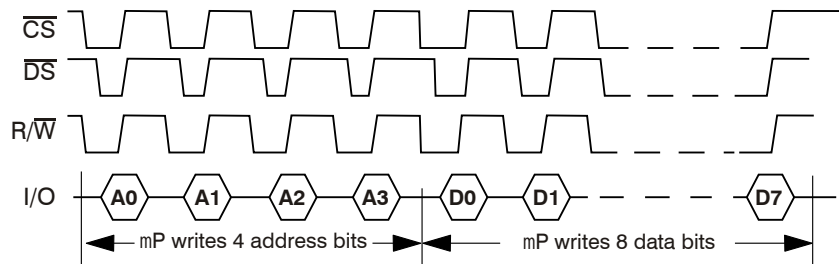 CS
DS
R/W
I/O A0 A1 A2 A3 D0 D1 D7
mP writes 4 address bits mP writes 8 data bits